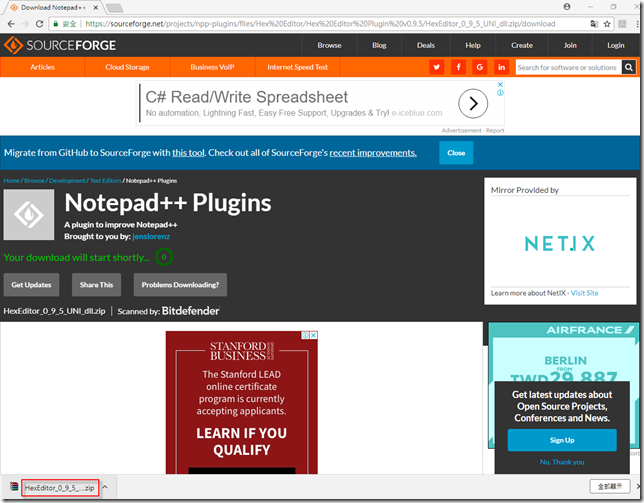 Download Notepad++
安全
https://sourceforge.net/projects/npp-plugins/files/Hex%20Editor/Hex%20Editor%20Plugin%20v0.9.5/HexEditor_0_9_5_UNI_dll.zip/download
SOURCEFORGE
Browse Blog Deals Help Create Join Login
Articles Cloud Storage Business VoIP Internet Speed Test
Search for software or solutions
C# Read/Write Spreadsheet
No automation, Lightning Fast, Easy Free Support, Upgrades & Try! e-iceblue.com
Advertisement - Report
Migrate from GitHub to SourceForge with this tool. Check out all of SourceForge's recent improvements.
Close
Home / Browse / Development / Text Editors / Notepad++ Plugins
Notepad++ Plugins
A plugin to improve Notepad++
Brought to you by: jenslorenz
Your download will start shortly... 0
Get Updates Share This Problems Downloading?
HexEditor_0_9_5_UNI_dll.zip Scanned by: Bitdefender
Mirror Provided by
NETIX
Learn more about NetIX - Visit Site
STANFORD
BUSINESS
The Stanford LEAD
online certificate
program is currently
accepting applicants.
LEARN IF YOU
QUALIFY
AIRFRANCE
BERLIN
FROM
TWD29,887
Get latest updates about
Open Source Projects,
Conferences and News.
Sign Up
No, Thank you
HexEditor_0_9_5_....zip
全部顯示